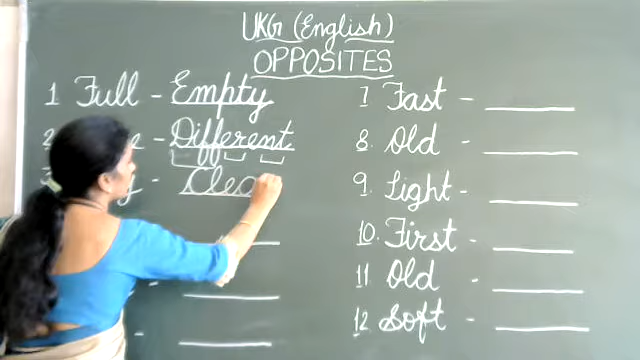 UKG (English)
OPPOSITES
1 Full - Empty
2 - Different
- Clea
7 Fast -
8. Old -
9. Light -
10. First -
11 Old -
12 Soft -